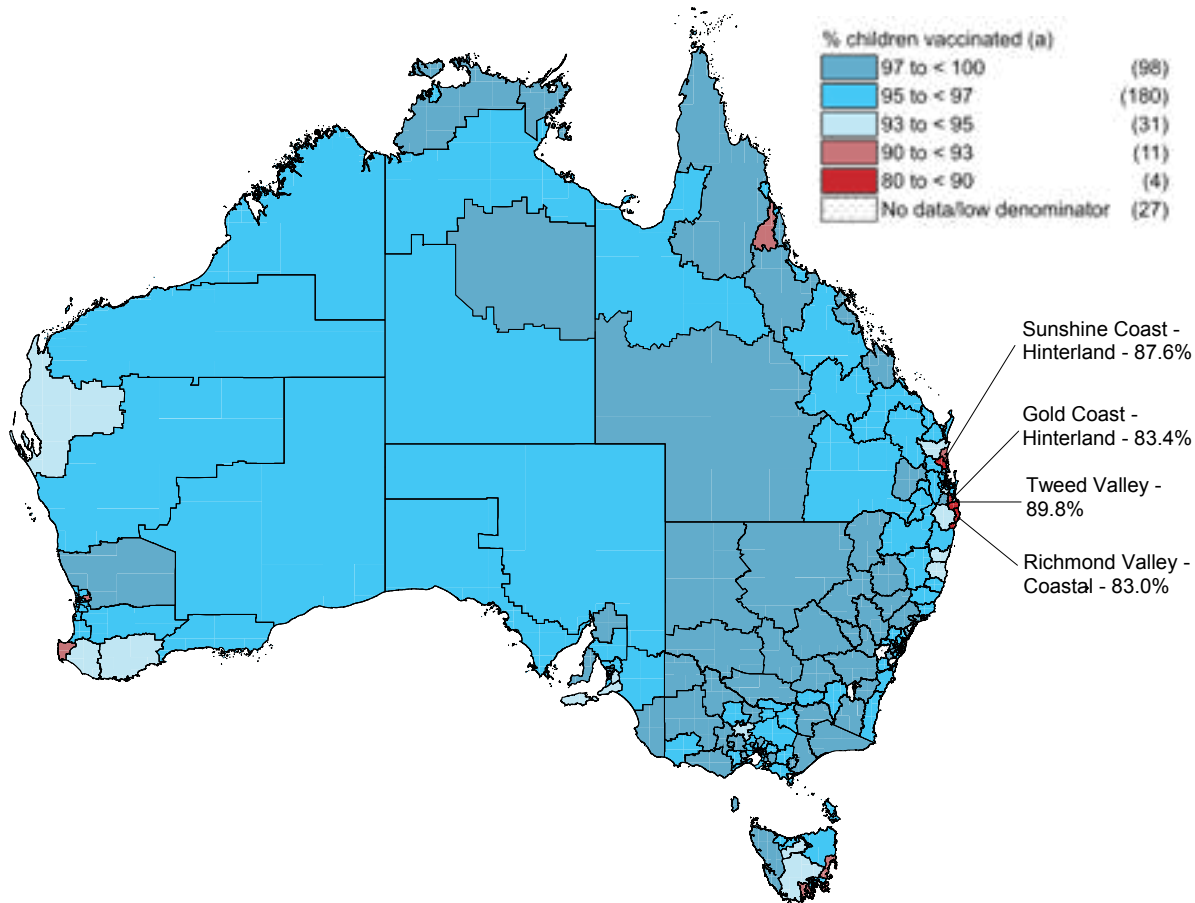 % children vaccinated (a)
97 to < 100 (98)
95 to < 97 (180)
93 to < 95 (31)
90 to < 93 (11)
80 to < 90 (4)
No data/low denominator (27)
Sunshine Coast -
Hinterland - 87.6%
Gold Coast -
Hinterland - 83.4%
Tweed Valley -
89.8%
Richmond Valley -
Coastal - 83.0%